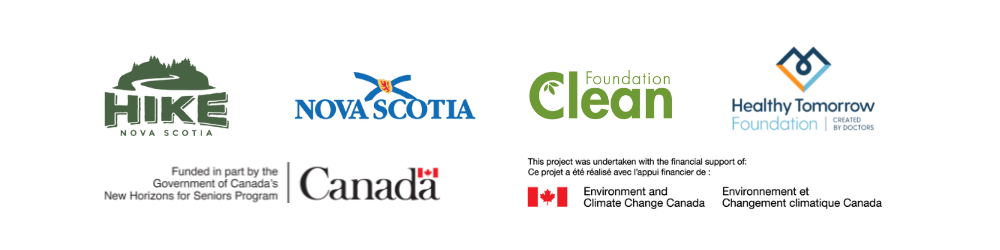 HIKE
NOVA SCOTIA
NOVA SCOTIA
Foundation
Clean
Healthy Tomorrow
Foundation
CREATED
BY DOCTORS
Funded in part by the
Government of Canada's
New Horizons for Seniors Program
Canada
This project was undertaken with the financial support of:
Ce projet a été réalisé avec l'appui financier de :
Environment and
Climate Change Canada
Environnement et
Changement climatique Canada